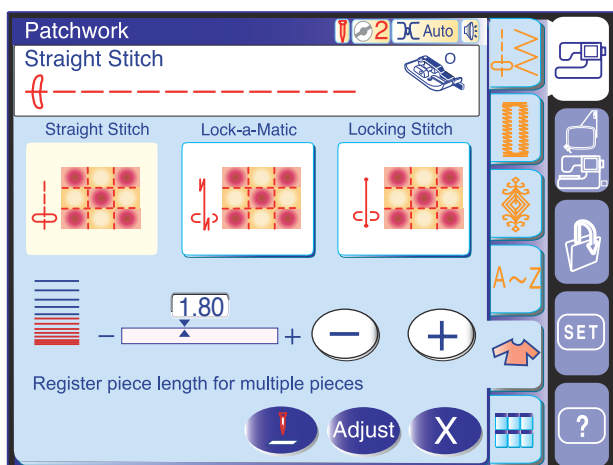 Patchwork
2 Auto
Straight Stitch
Straight Stitch Lock-a-Matic Locking Stitch
A~Z
1.80
- +
- +
SET
Register piece length for multiple pieces
Adjust X
?